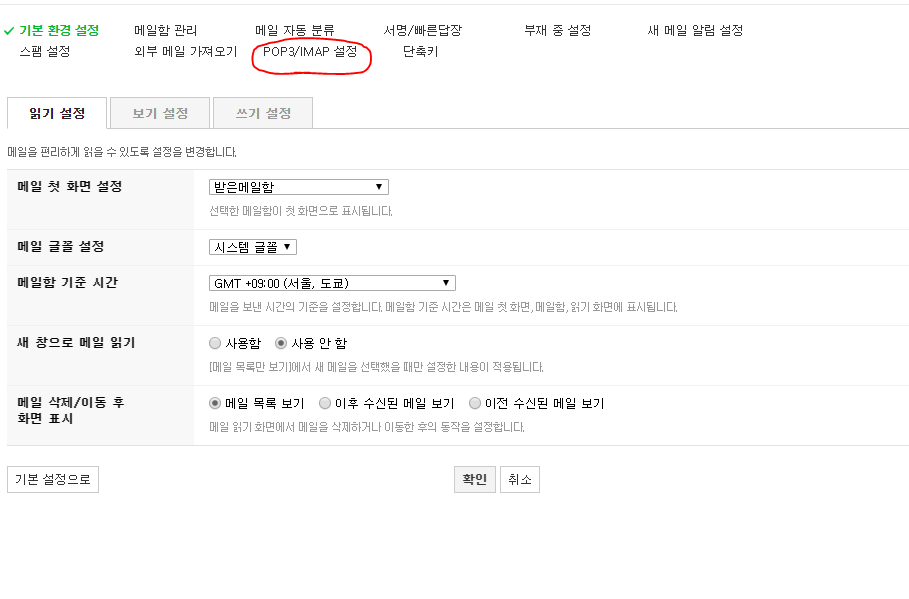 기본 환경 설정 메일함 관리 메일 자동 분류 서명/빠른답장 부재 중 설정 새 메일 알림 설정
스팸 설정 외부 메일 가져오기 POP3/IMAP 설정 단축키
읽기 설정 보기 설정 쓰기 설정
메일을 편리하게 읽을 수 있도록 설정을 변경합니다.
메일 첫 화면 설정 받은메일함
선택한 메일함이 첫 화면으로 표시됩니다.
메일 글꼴 설정 시스템 글꼴
메일함 기준 시간 GMT +09:00 (서울, 도쿄)
메일을 보낸 시간의 기준을 설정합니다. 메일함 기준 시간은 메일 첫 화면, 메일함, 읽기 화면에 표시됩니다.
새 창으로 메일 읽기 사용함 사용 안 함
[메일 목록만 보기]에서 새 메일을 선택했을 때만 설정한 내용이 적용됩니다.
메일 삭제/이동 후 메일 목록 보기 이후 수신된 메일 보기 이전 수신된 메일 보기
화면 표시
메일 읽기 화면에서 메일을 삭제하거나 이동한 후의 동작을 설정합니다.
기본 설정으로 확인 취소